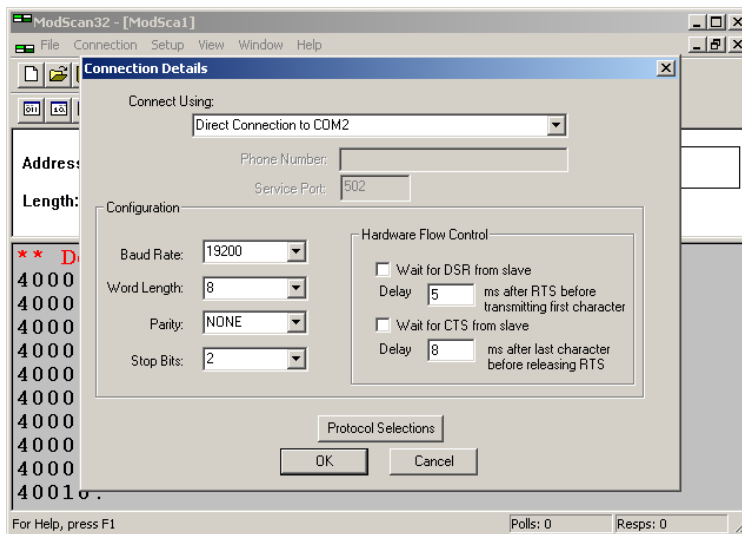 ModScan32 - [ModSca1]
File Connection Setup View Window Help
Connection Details
Connect Using:
Direct Connection to COM2
Phone Number:
Service Port: 502
Address
Length:
Configuration
Baud Rate: 19200
Word Length: 8
Parity: NONE
Stop Bits: 2
Hardware Flow Control
Wait for DSR from slave
Delay 5 ms after RTS before
transmitting first character
Wait for CTS from slave
Delay 8 ms after last character
before releasing RTS
** D
4000
4000
4000
4000
4000
4000
4000
4000
4000
40010:
Protocol Selections
OK Cancel
For Help, press F1 Polls: 0 Resps: 0